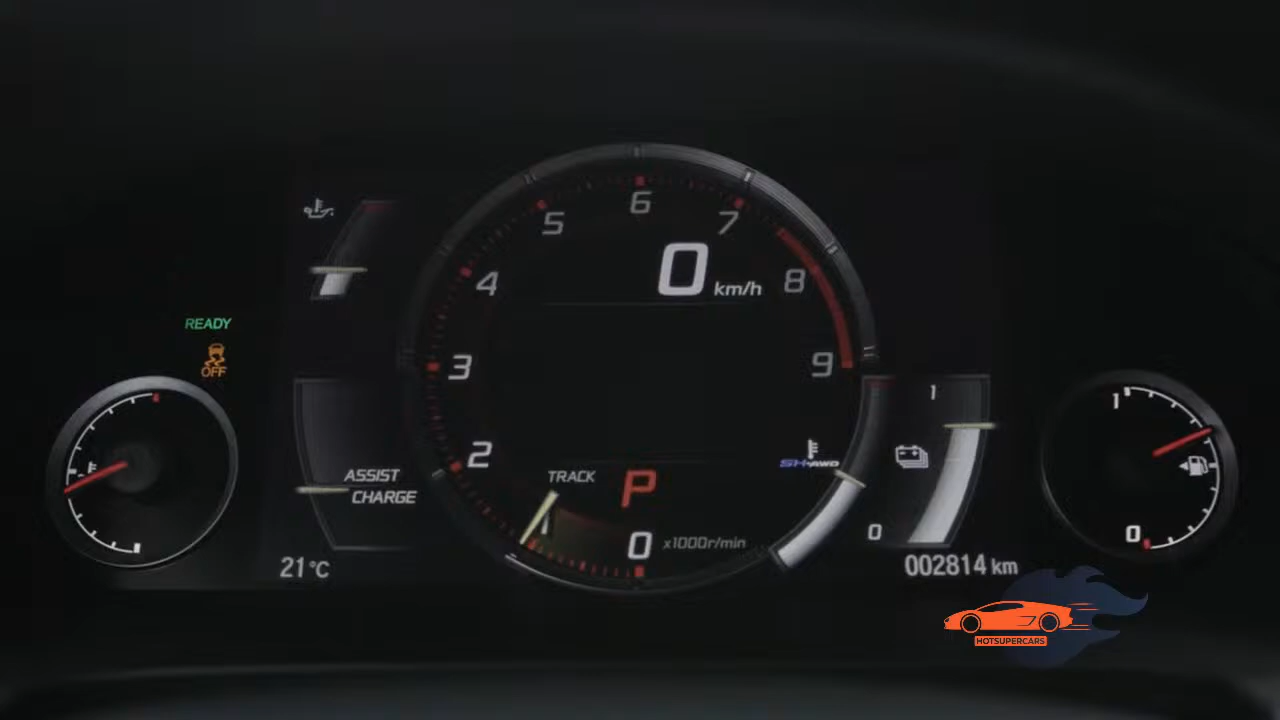 6
5
7
0 km/h
4
8
READY
OFF
3
9
1
1
2
SH-AWD
TRACK
P
ASSIST
CHARGE
0
x1000r/min
0
0
21°C
002814 km
HOTSUPERCARS